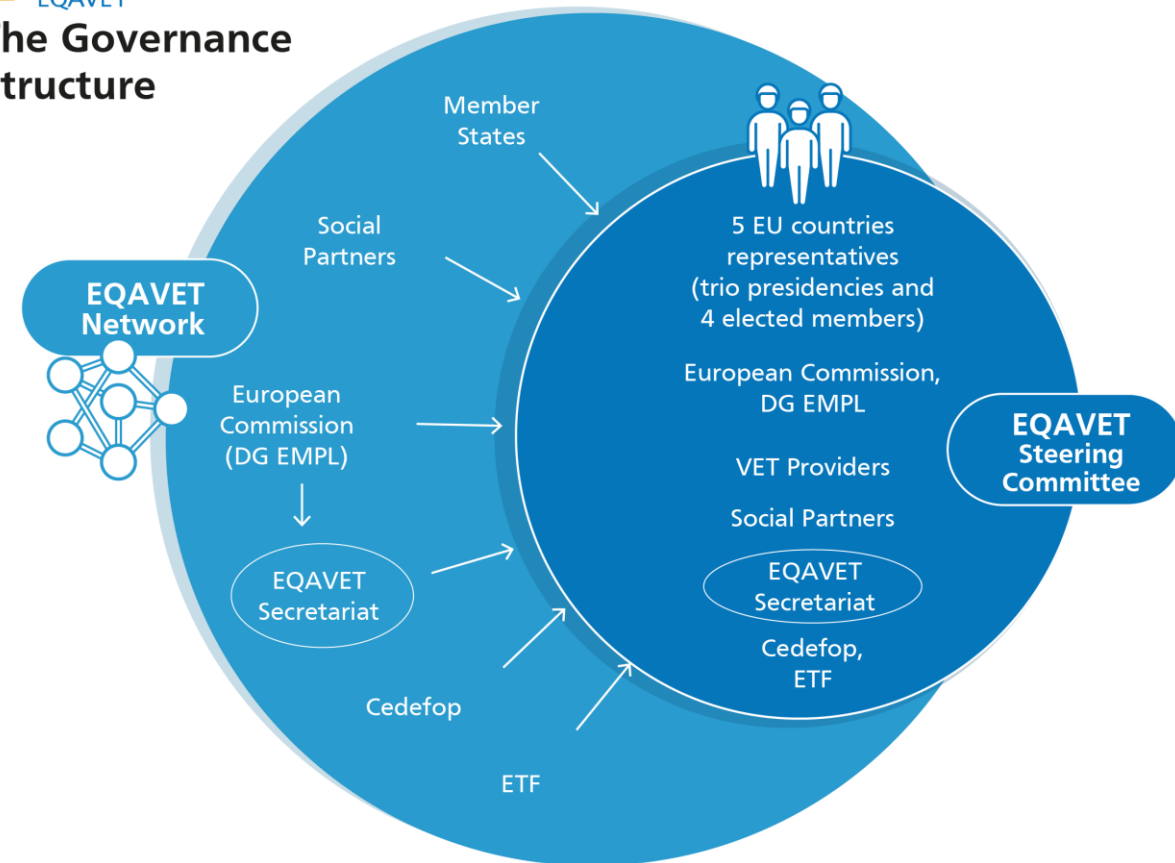 EQAVET
he Governance
tructure
Member
States
Social
Partners
EQAVET
Network
European
Commission
(DG EMPL)
EQAVET
Secretariat
Cedefop
ETF
5 EU countries
representatives
(trio presidencies and
4 elected members)
European Commission,
DG EMPL
VET Providers
Social Partners
EQAVET
Secretariat
Cedefop,
ETF
EQAVET
Steering
Committee